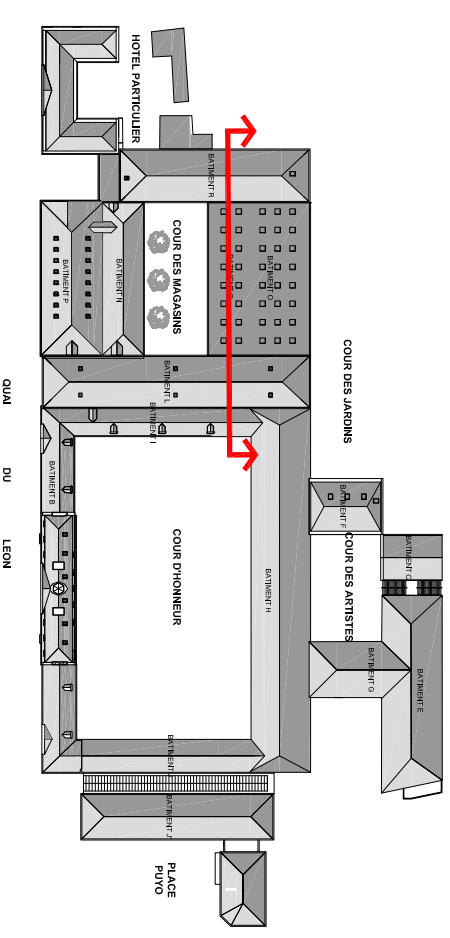 HOTEL PARTICULIER
BATIMENT R
COUR DES MAGASINS
BATIMENT O
BATIMENT P
BATIMENT N
BATIMENT L
BATIMENT I
COUR DES JARDINS
QUAI DU LEON
BATIMENT B
COUR D'HONNEUR
BATIMENT H
BATIMENT F
COUR DES ARTISTES
BATIMENT C
BATIMENT G
BATIMENT E
BATIMENT
BATIMENT J
PLACE
PUYO